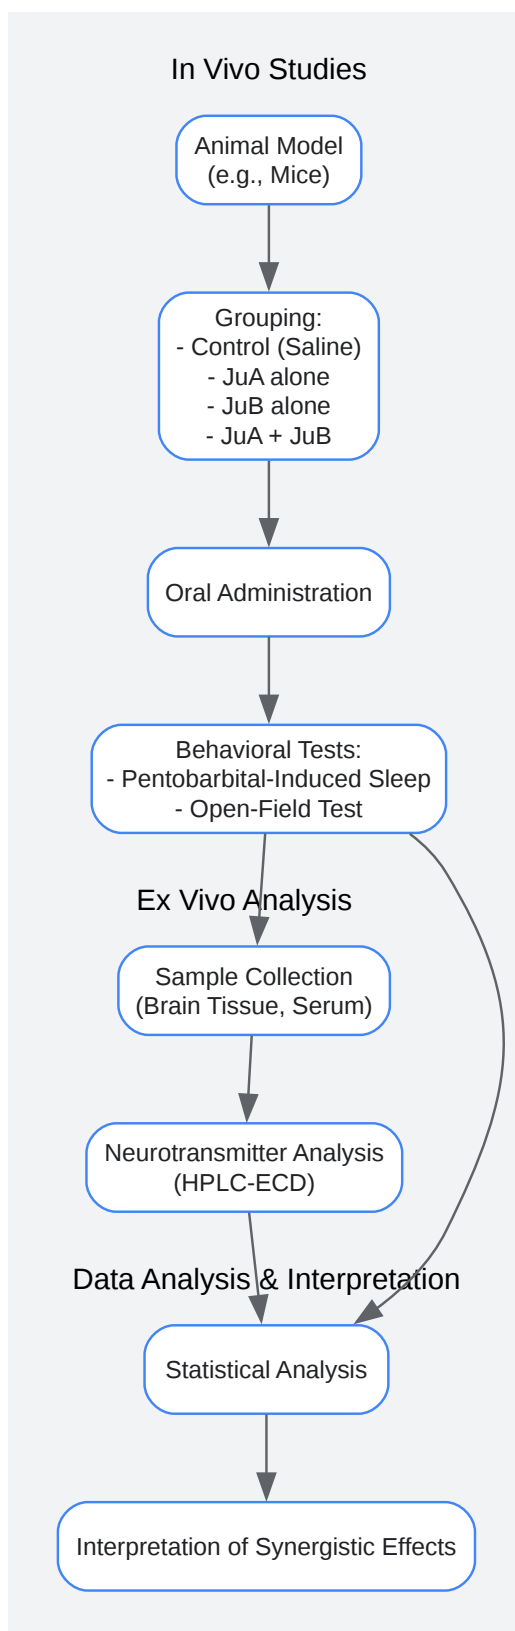 In Vivo Studies
Animal Model
(e.g., Mice)
Grouping:
- Control (Saline)
- JuA alone
- JuB alone
- JuA + JuB
Oral Administration
Behavioral Tests:
- Pentobarbital-Induced Sleep
- Open-Field Test
Ex Vivo Analysis
Sample Collection
(Brain Tissue, Serum)
Neurotransmitter Analysis
(HPLC-ECD)
Data Analysis & Interpretation
Statistical Analysis
Interpretation of Synergistic Effects